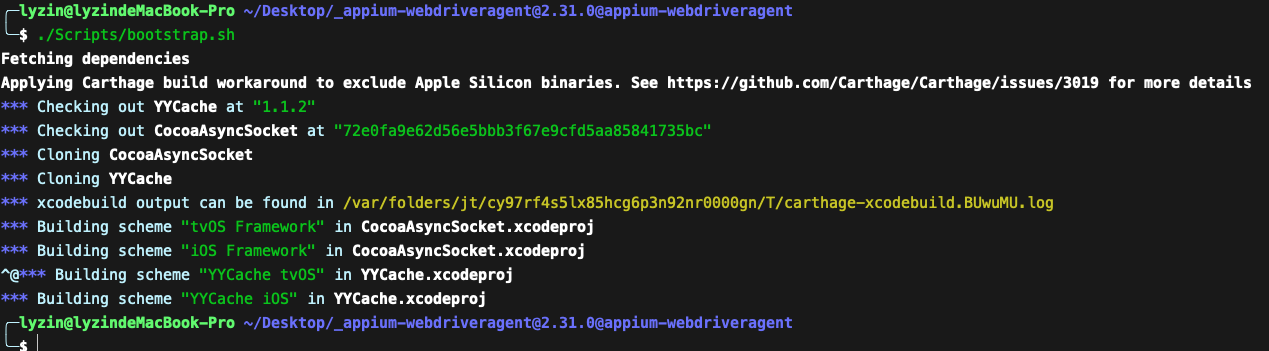 ╭─lyzin@lyzindeMacBook-Pro ~/Desktop/_appium-webdriveragent@2.31.0@appium-webdriveragent
╰─$ ./Scripts/bootstrap.sh
Fetching dependencies
Applying Carthage build workaround to exclude Apple Silicon binaries. See https://github.com/Carthage/Carthage/issues/3019 for more details
*** Checking out YYCache at "1.1.2"
*** Checking out CocoaAsyncSocket at "72e0fa9e62d56e5bbb3f67e9cfd5aa85841735bc"
*** Cloning CocoaAsyncSocket
*** Cloning YYCache
*** xcodebuild output can be found in /var/folders/jt/cy97rf4s5lx85hcg6p3n92nr0000gn/T/carthage-xcodebuild.BUwuMU.log
*** Building scheme "tvOS Framework" in CocoaAsyncSocket.xcodeproj
*** Building scheme "iOS Framework" in CocoaAsyncSocket.xcodeproj
^@*** Building scheme "YYCache tvOS" in YYCache.xcodeproj
*** Building scheme "YYCache iOS" in YYCache.xcodeproj
╭─lyzin@lyzindeMacBook-Pro ~/Desktop/_appium-webdriveragent@2.31.0@appium-webdriveragent
╰─$